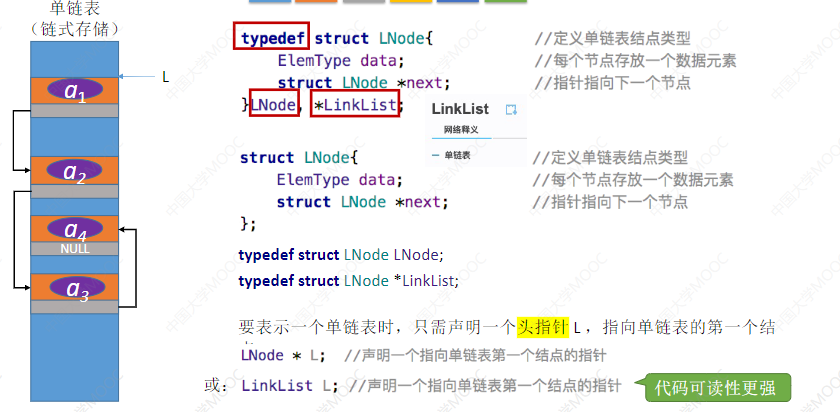 单链表
（链式存储）
L
a1
a2
a4
NULL
a3
typedef struct LNode{ //定义单链表结点类型
ElemType data; //每个节点存放一个数据元素
struct LNode *next; //指针指向下一个节点
}LNode, *LinkList;
LinkList
网络释义
单链表
struct LNode{ //定义单链表结点类型
ElemType data; //每个节点存放一个数据元素
struct LNode *next; //指针指向下一个节点
};
typedef struct LNode LNode;
typedef struct LNode *LinkList;
要表示一个单链表时，只需声明一个头指针 L ，指向单链表的第一个结
LNode * L; //声明一个指向单链表第一个结点的指针
或： LinkList L; //声明一个指向单链表第一个结点的指针
代码可读性更强
中国大学MOOC